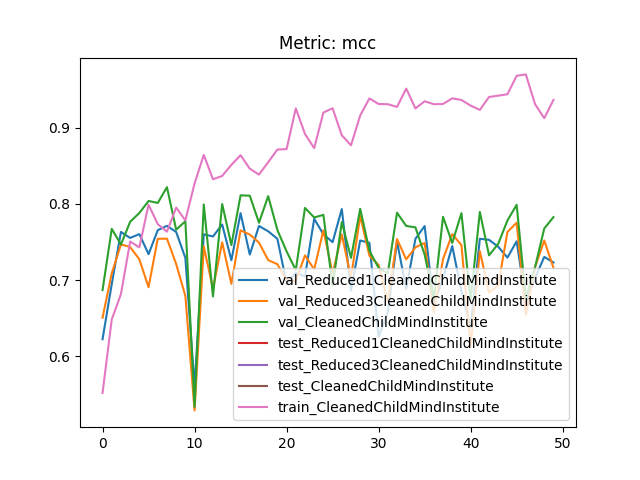 Metric: mcc
0.9
0.8
0.7
0.6
val_Reduced1CleanedChildMindInstitute
val_Reduced3CleanedChildMindInstitute
val_CleanedChildMindInstitute
test_Reduced1CleanedChildMindInstitute
test_Reduced3CleanedChildMindInstitute
test_CleanedChildMindInstitute
train_CleanedChildMindInstitute
0 10 20 30 40 50